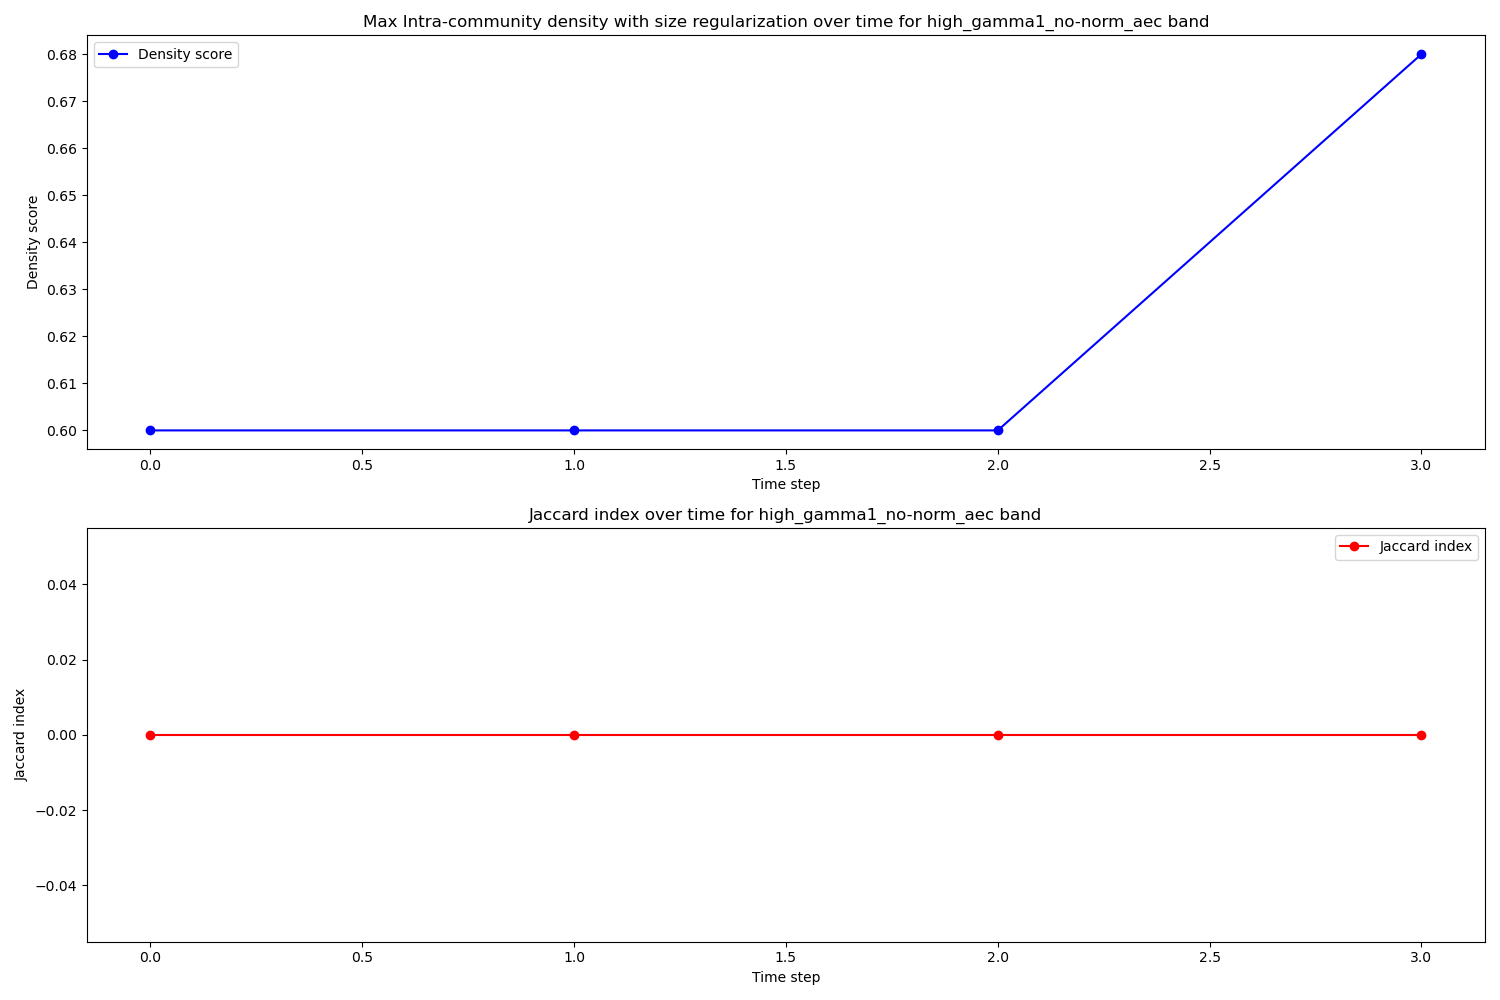 Max Intra-community density with size regularization over time for high_gamma1_no-norm_aec band
Density score
0.68
0.67
0.66
0.65
0.64
0.63
0.62
0.61
0.60
Density score
0.0 0.5 1.0 1.5 2.0 2.5 3.0
Time step
Jaccard index over time for high_gamma1_no-norm_aec band
Jaccard index
0.04
0.02
0.00
−0.02
−0.04
Jaccard index
0.0 0.5 1.0 1.5 2.0 2.5 3.0
Time step